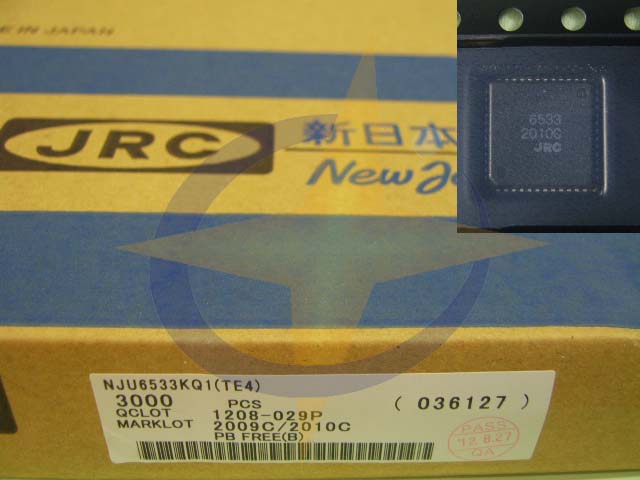 IN JAPAN
JRC
新日本
New Ja
6533
2010C
JRC
NJU6533KQ1(TE4)
3000 PCS ( 036127 )
QCLOT 1208-029P
MARKLOT 2009C/2010C
PB FREE(B)
PASS
'12.8.27
QA